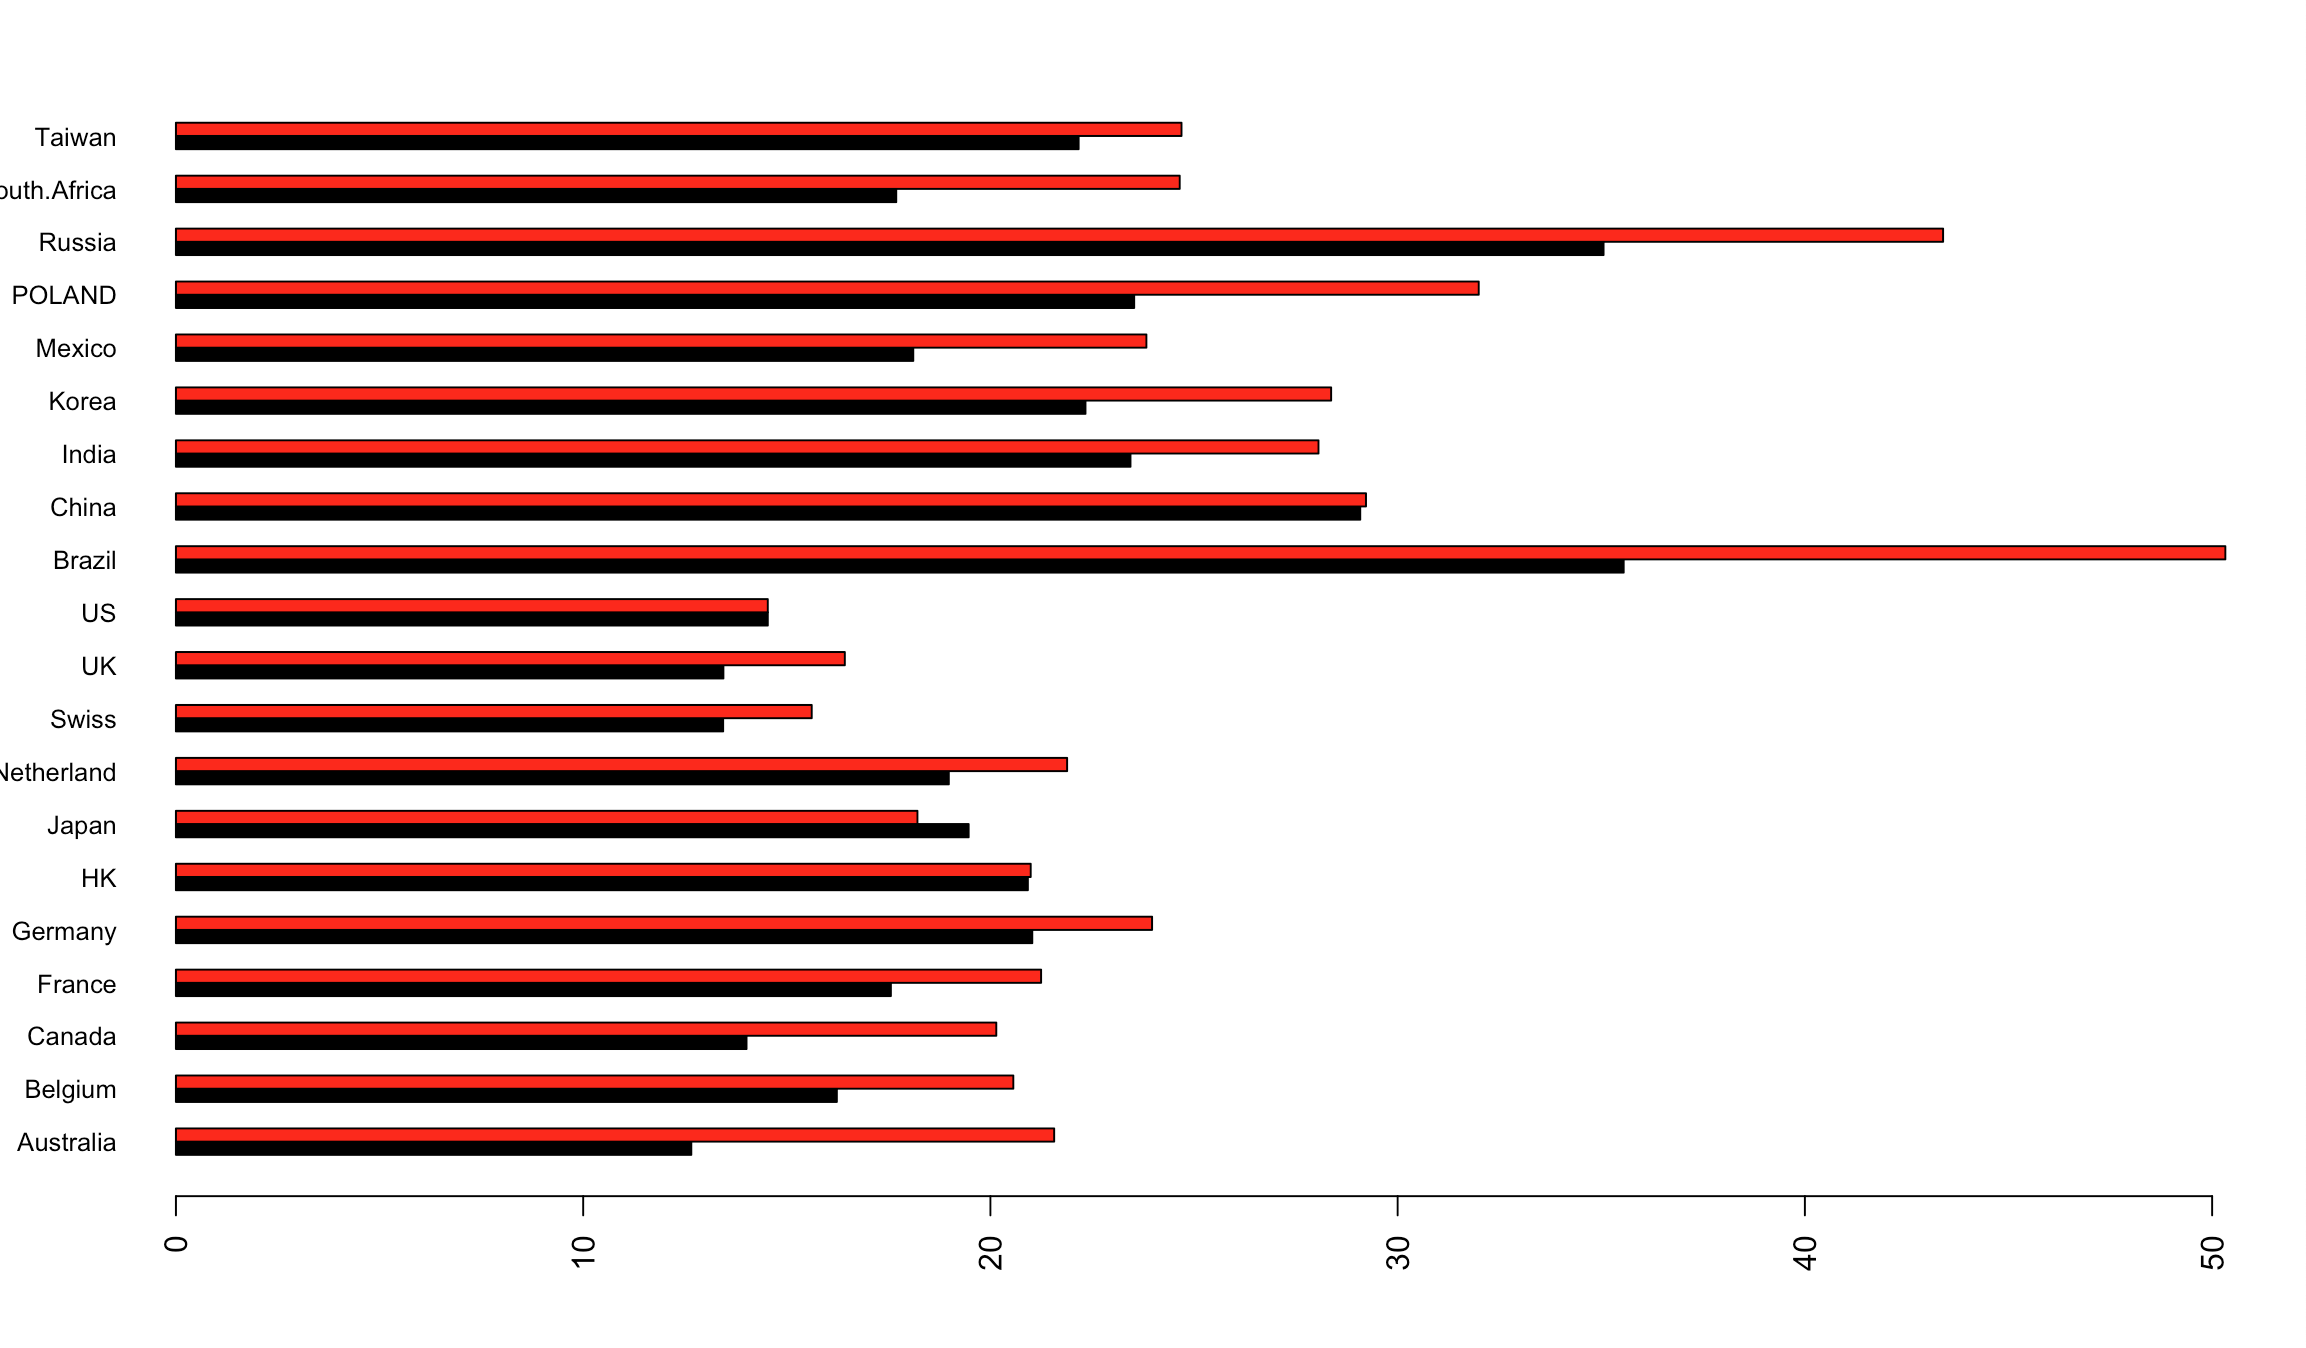 Taiwan
outh.Africa
Russia
POLAND
Mexico
Korea
India
China
Brazil
US
UK
Swiss
Netherland
Japan
HK
Germany
France
Canada
Belgium
Australia
0 10 20 30 40 50